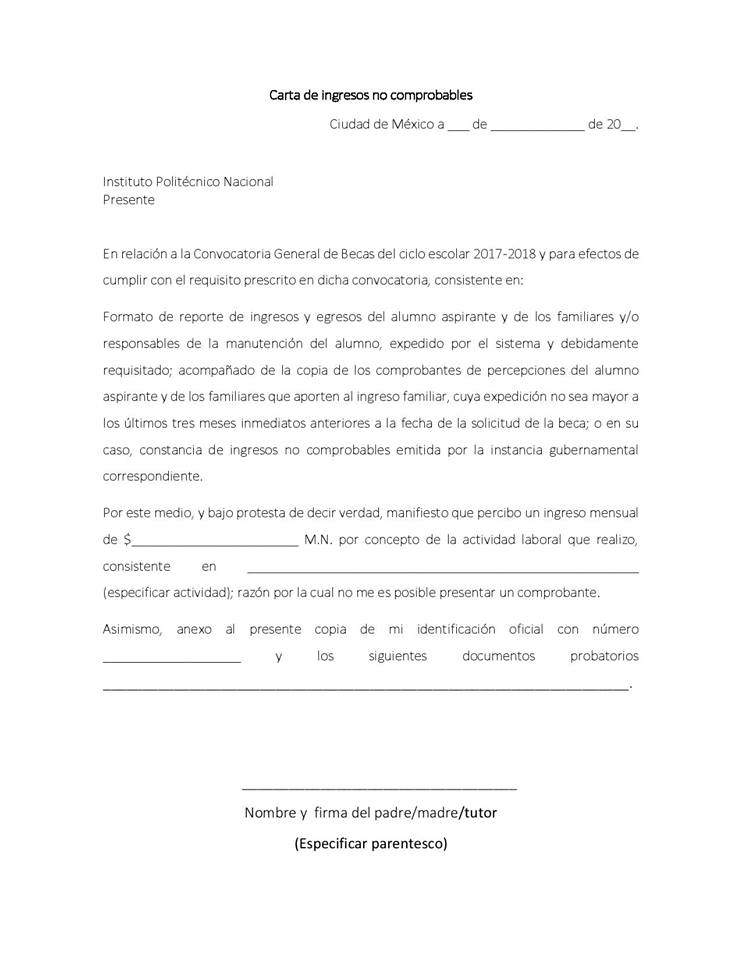 Carta de ingresos no comprobables
Ciudad de México a ___ de _____________ de 20__.
Instituto Politécnico Nacional
Presente
En relación a la Convocatoria General de Becas del ciclo escolar 2017-2018 y para efectos de
cumplir con el requisito prescrito en dicha convocatoria, consistente en:
Formato de reporte de ingresos y egresos del alumno aspirante y de los familiares y/o
responsables de la manutención del alumno, expedido por el sistema y debidamente
requisitado; acompañado de la copia de los comprobantes de percepciones del alumno
aspirante y de los familiares que aporten al ingreso familiar, cuya expedición no sea mayor a
los últimos tres meses inmediatos anteriores a la fecha de la solicitud de la beca; o en su
caso, constancia de ingresos no comprobables emitida por la instancia gubernamental
correspondiente.
Por este medio, y bajo protesta de decir verdad, manifiesto que percibo un ingreso mensual
de $_______________________ M.N. por concepto de la actividad laboral que realizo,
consistente en ______________________________________________________
(especificar actividad); razón por la cual no me es posible presentar un comprobante.
Asimismo, anexo al presente copia de mi identificación oficial con número
___________________ y los siguientes documentos probatorios
_________________________________________________________________________.
______________________________________
Nombre y firma del padre/madre/tutor
(Especificar parentesco)